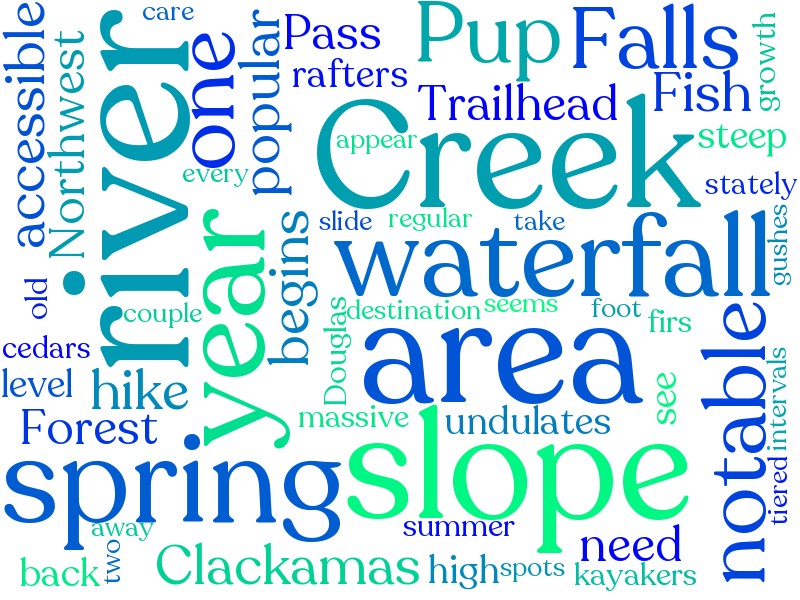 care
accessible
Northwest
river
one
popular
Pass
rafters
Pup
Falls
growth
Trailhead
Fish
Creek
appear
steep
every
stately
year
begins
slide
regular
take
gushes
waterfall
old
couple
Douglas
destination
seems
foot
firs
cedars
area
notable
level
hike
see
intervals
Forest
massive
undulates
spring
slope
tiered
away
summer
need
back
two
Clackamas
high
spots
kayakers